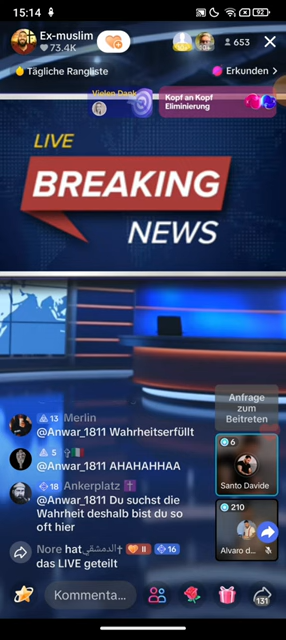 15:14
92
Ex-muslim
73.4K
653
Tägliche Rangliste
Erkunden >
Vielen Dank
Kopf an Kopf
Eliminierung
LIVE
BREAKING
NEWS
Anfrage
zum
Beitreten
13 Merlin
@Anwar_1811 Wahrheitserfüllt
6
Santo Davide
5
@Anwar_1811 AHAHAHHAA
18 Ankerplatz ✝
@Anwar_1811 Du suchst die
Wahrheit deshalb bist du so
oft hier
210
Alvaro d...
Nore hat الدمشقي✝ II 16
das LIVE geteilt
Kommenta...
131